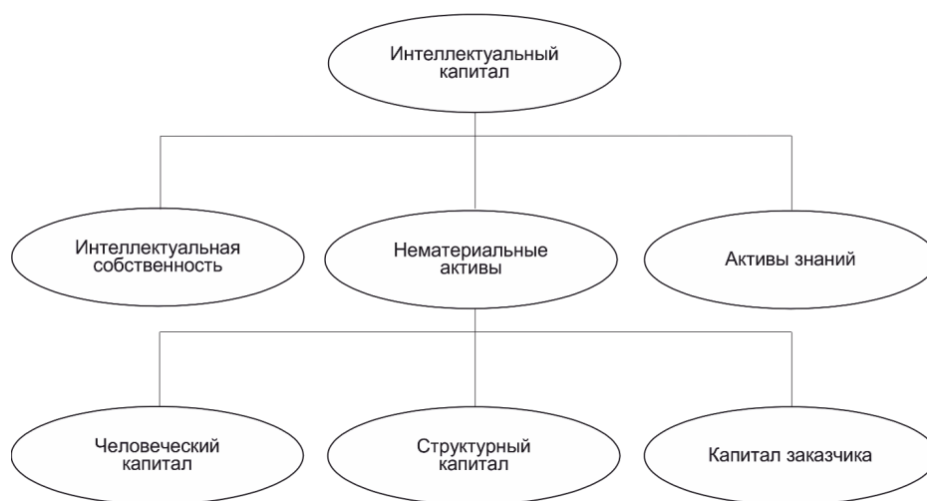 Интеллектуальный
капитал
Интеллектуальная
собственность
Нематериальные
активы
Активы знаний
Человеческий
капитал
Структурный
капитал
Капитал заказчика